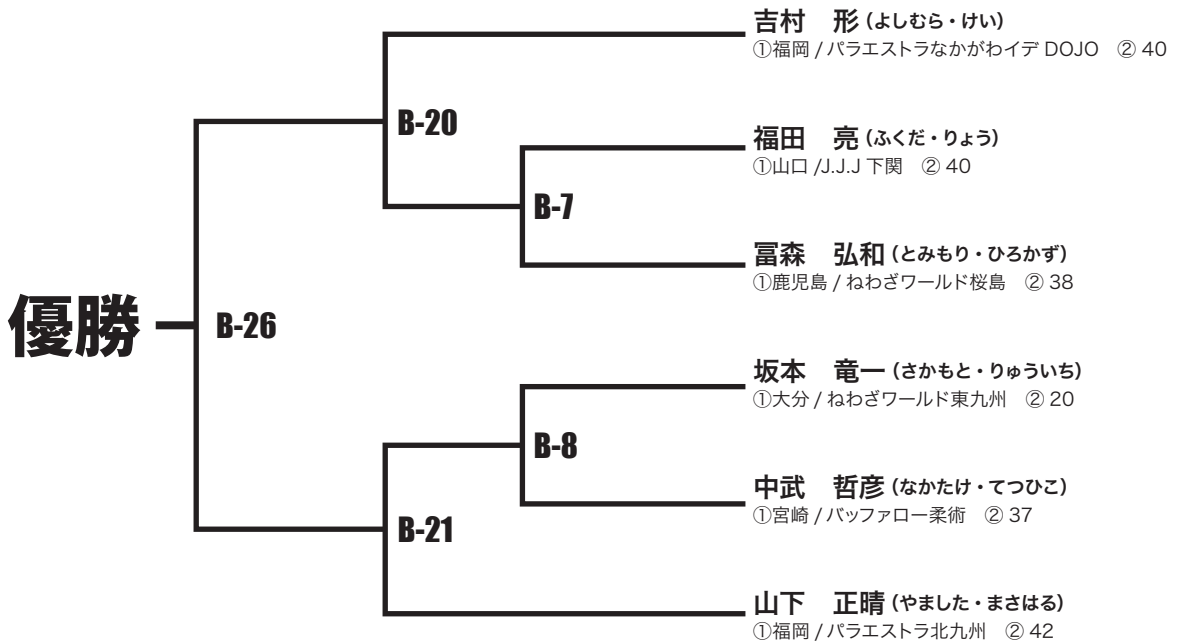 吉村　形（よしむら・けい）
①福岡 / パラエストラなかがわイデ DOJO　② 40
B-20
福田　亮（ふくだ・りょう）
①山口 /J.J.J 下関　② 40
B-7
冨森　弘和（とみもり・ひろかず）
①鹿児島 / ねわざワールド桜島　② 38
優勝
B-26
坂本　竜一（さかもと・りゅういち）
①大分 / ねわざワールド東九州　② 20
B-8
中武　哲彦（なかたけ・てつひこ）
①宮崎 / バッファロー柔術　② 37
B-21
山下　正晴（やました・まさはる）
①福岡 / パラエストラ北九州　② 42